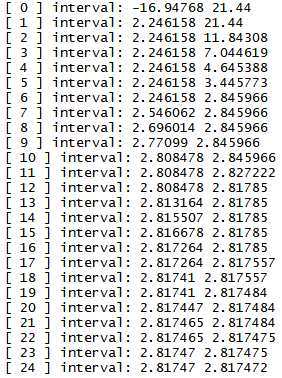 [ 0 ] interval: -16.94768 21.44
[ 1 ] interval: 2.246158 21.44
[ 2 ] interval: 2.246158 11.84308
[ 3 ] interval: 2.246158 7.044619
[ 4 ] interval: 2.246158 4.645388
[ 5 ] interval: 2.246158 3.445773
[ 6 ] interval: 2.246158 2.845966
[ 7 ] interval: 2.546062 2.845966
[ 8 ] interval: 2.696014 2.845966
[ 9 ] interval: 2.77099 2.845966
[ 10 ] interval: 2.808478 2.845966
[ 11 ] interval: 2.808478 2.827222
[ 12 ] interval: 2.808478 2.81785
[ 13 ] interval: 2.813164 2.81785
[ 14 ] interval: 2.815507 2.81785
[ 15 ] interval: 2.816678 2.81785
[ 16 ] interval: 2.817264 2.81785
[ 17 ] interval: 2.817264 2.817557
[ 18 ] interval: 2.81741 2.817557
[ 19 ] interval: 2.81741 2.817484
[ 20 ] interval: 2.817447 2.817484
[ 21 ] interval: 2.817465 2.817484
[ 22 ] interval: 2.817465 2.817475
[ 23 ] interval: 2.81747 2.817475
[ 24 ] interval: 2.81747 2.817472